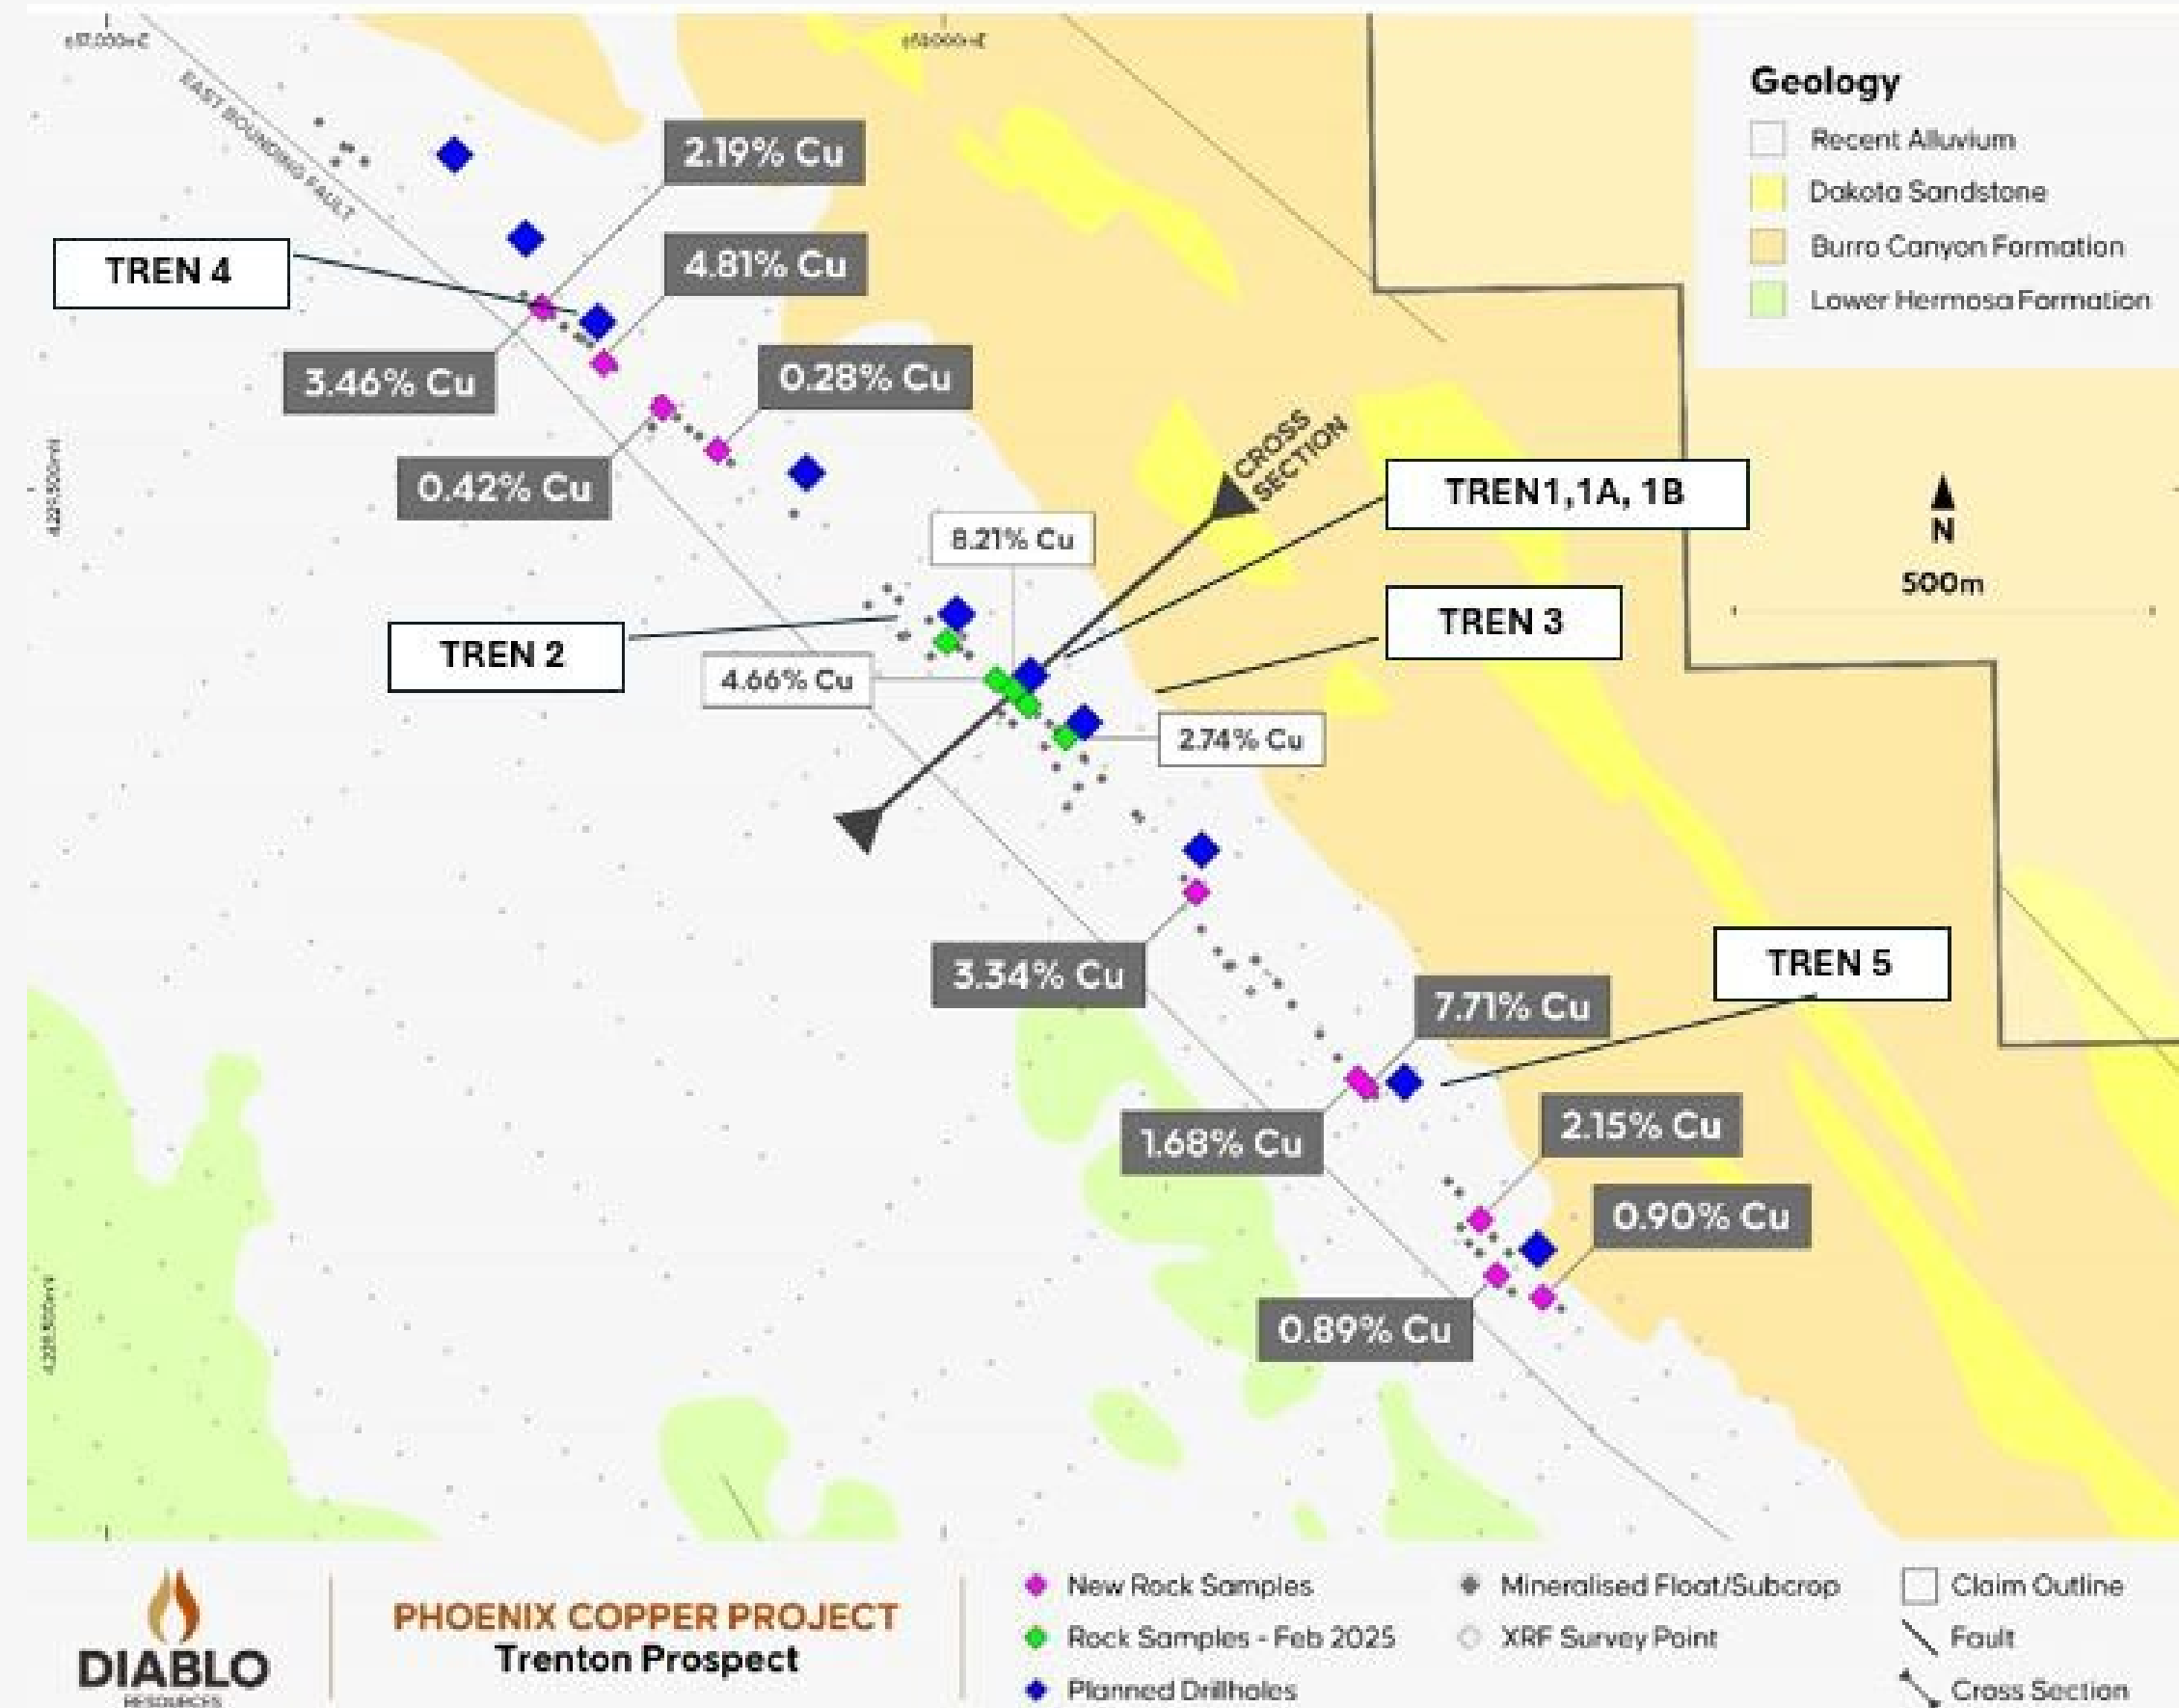 EAST BOUNDING FAULT
Geology
Recent Alluvium
Dakota Sandstone
Burro Canyon Formation
Lower Hermosa Formation
2.19% Cu
TREN 4
4.81% Cu
3.46% Cu
0.28% Cu
0.42% Cu
CROSS
SECTION
TREN1,1A, 1B
N
500m
8.21% Cu
TREN 3
TREN 2
4.66% Cu
2.74% Cu
3.34% Cu
TREN 5
7.71% Cu
1.68% Cu
2.15% Cu
0.90% Cu
0.89% Cu
DIABLO
RESOURCES
PHOENIX COPPER PROJECT
Trenton Prospect
New Rock Samples
Rock Samples - Feb 2025
Planned Drillholes
Mineralised Float/Subcrop
XRF Survey Point
Claim Outline
Fault
Cross Section